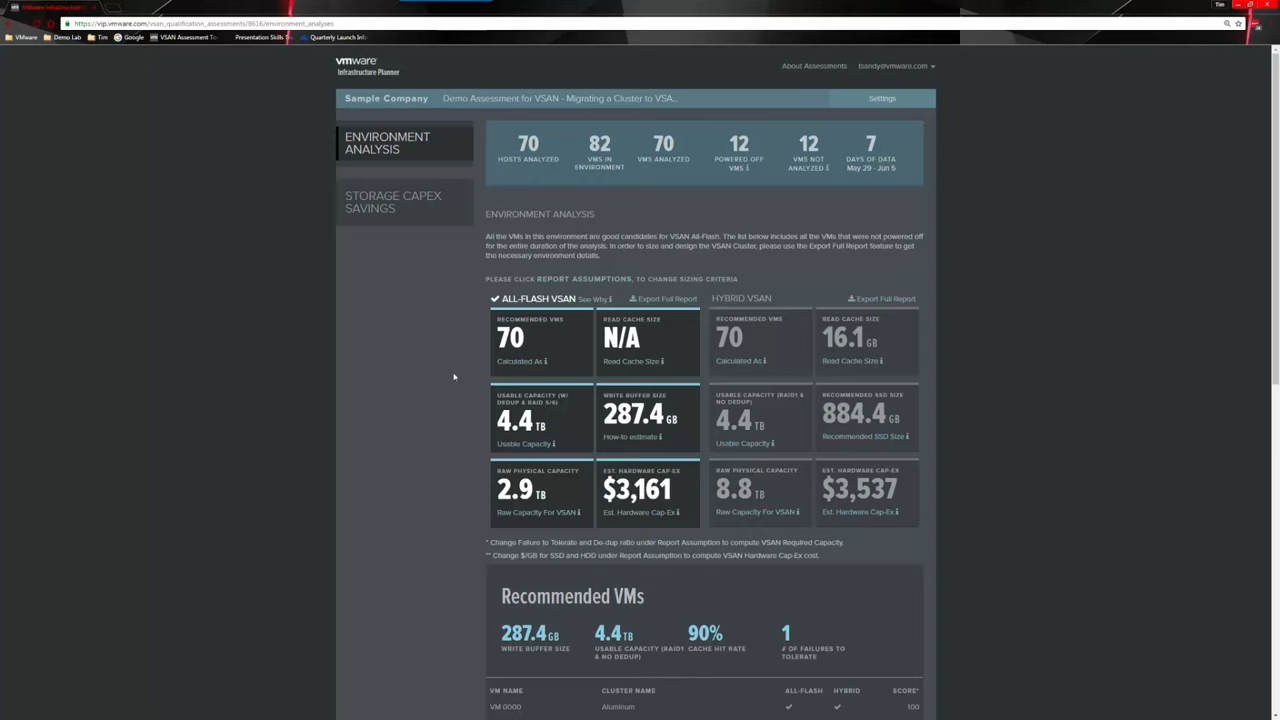 VMware Infrastructure Pl
Tim
https://vip.vmware.com/vsan_qualification_assessments/8616/environment_analyses
VMware Demo Lab Tim Google VSAN Assessment To Presentation Skills Quarterly Launch Inf
vmware
Infrastructure Planner
About Assessments tsandy@vmware.com
Sample Company Demo Assessment for VSAN - Migrating a Cluster to VSA... Settings
ENVIRONMENT
ANALYSIS
STORAGE CAPEX
SAVINGS
70 82 70 12 12 7
HOSTS ANALYZED VMS IN ENVIRONMENT VMS ANALYZED POWERED OFF VMS i VMS NOT ANALYZED i DAYS OF DATA
May 29 - Jun 5
ENVIRONMENT ANALYSIS
All the VMs in this environment are good candidates for VSAN All-Flash. The list below includes all the VMs that were not powered off
for the entire duration of the analysis. In order to size and design the VSAN Cluster, please use the Export Full Report feature to get
the necessary environment details.
PLEASE CLICK REPORT ASSUMPTIONS, TO CHANGE SIZING CRITERIA
ALL-FLASH VSAN See Why i Export Full Report HYBRID VSAN Export Full Report
RECOMMENDED VMS READ CACHE SIZE RECOMMENDED VMS READ CACHE SIZE
70 N/A 70 16.1 GB
Calculated As i Read Cache Size i Calculated As i Read Cache Size i
USABLE CAPACITY (W/ DEDUP & RAID 5/6) WRITE BUFFER SIZE USABLE CAPACITY (RAID1 & NO DEDUP) RECOMMENDED SSD SIZE
4.4 TB 287.4 GB 4.4 TB 884.4 GB
Usable Capacity i How-to estimate i Usable Capacity i Recommended SSD Size i
RAW PHYSICAL CAPACITY EST. HARDWARE CAP-EX RAW PHYSICAL CAPACITY EST. HARDWARE CAP-EX
2.9 TB $3,161 8.8 TB $3,537
Raw Capacity For VSAN i Est. Hardware Cap-Ex i Raw Capacity For VSAN i Est. Hardware Cap-Ex i
* Change Failure to Tolerate and De-dup ratio under Report Assumption to compute VSAN Required Capacity.
** Change $/GB for SSD and HDD under Report Assumption to compute VSAN Hardware Cap-Ex cost.
Recommended VMs
287.4 GB 4.4 TB 90% 1
WRITE BUFFER SIZE USABLE CAPACITY (RAID1 & NO DEDUP) CACHE HIT RATE # OF FAILURES TO TOLERATE
VM NAME CLUSTER NAME ALL-FLASH HYBRID SCORE*
VM 0000 Aluminum 100